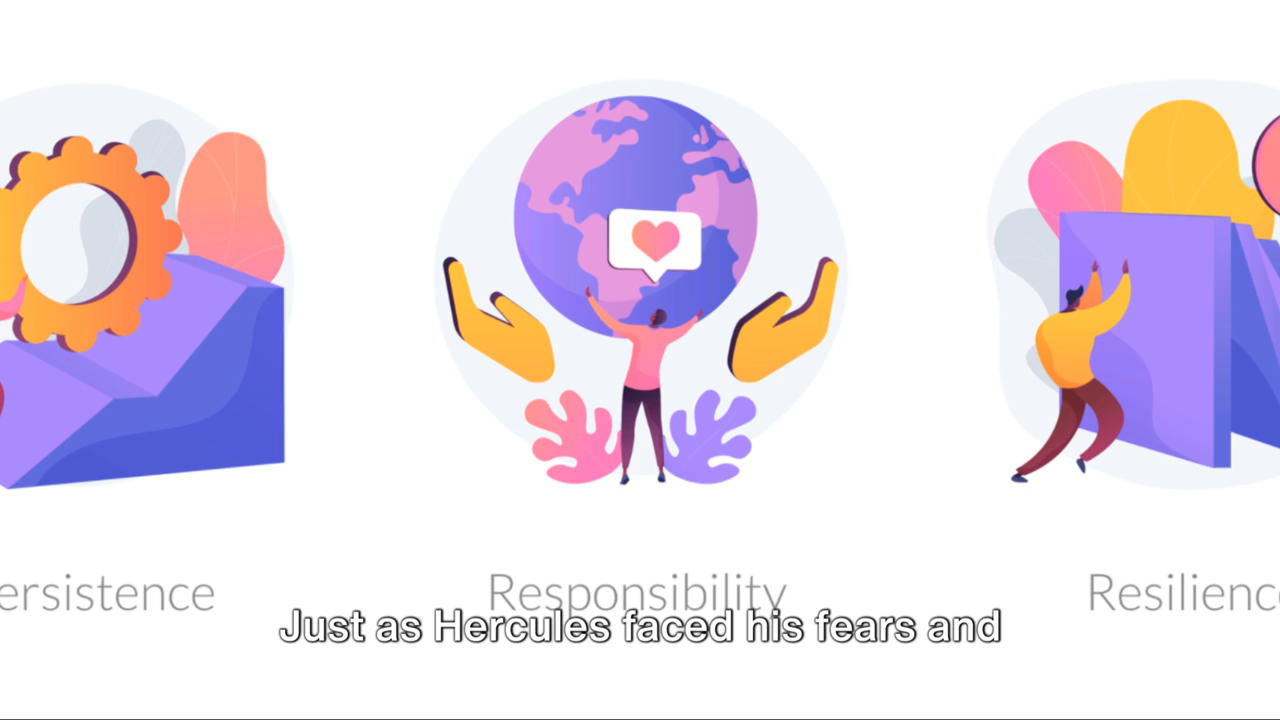 ersistence
Responsibility
Resilienc
Just as Hercules faced his fears and